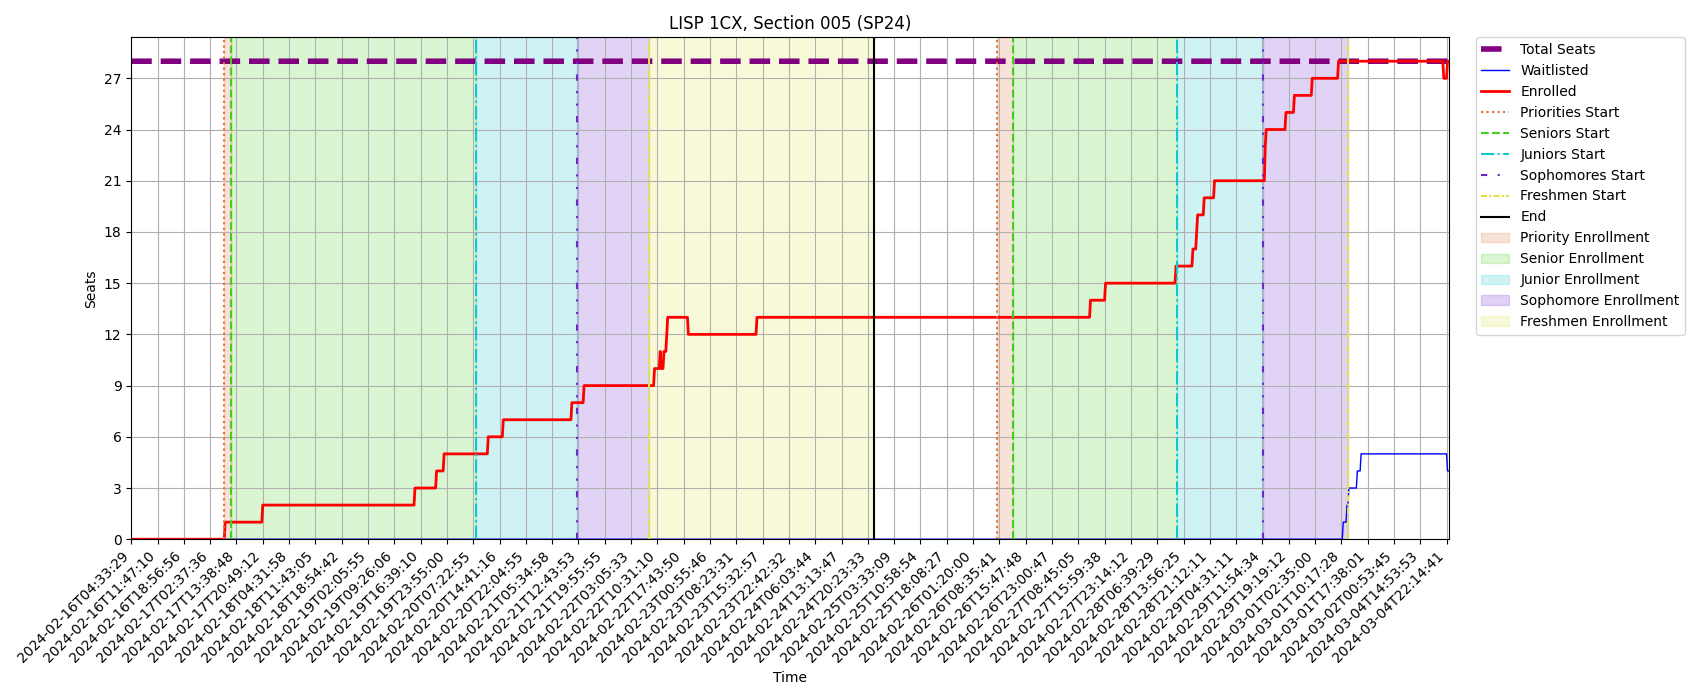 LISP 1CX, Section 005 (SP24)
Seats
27
24
21
18
15
12
9
6
3
0
2024-02-16T04:33:29
2024-02-16T11:47:10
2024-02-16T18:56:56
2024-02-17T02:37:36
2024-02-17T13:38:48
2024-02-17T20:49:12
2024-02-18T04:31:58
2024-02-18T11:43:05
2024-02-18T18:54:42
2024-02-19T02:05:55
2024-02-19T09:26:06
2024-02-19T16:39:10
2024-02-19T23:55:00
2024-02-20T07:22:55
2024-02-20T14:41:16
2024-02-20T22:04:55
2024-02-21T05:34:58
2024-02-21T12:43:53
2024-02-21T19:55:55
2024-02-22T03:05:33
2024-02-22T10:31:10
2024-02-22T17:43:50
2024-02-23T00:55:46
2024-02-23T08:23:31
2024-02-23T15:32:57
2024-02-23T22:42:32
2024-02-24T06:03:44
2024-02-24T13:13:47
2024-02-24T20:23:33
2024-02-25T03:33:09
2024-02-25T10:58:54
2024-02-25T18:08:27
2024-02-26T01:20:00
2024-02-26T08:35:41
2024-02-26T15:47:48
2024-02-26T23:00:47
2024-02-27T08:45:05
2024-02-27T15:59:38
2024-02-27T23:14:12
2024-02-28T06:39:29
2024-02-28T13:56:25
2024-02-28T21:12:11
2024-02-29T04:31:11
2024-02-29T11:54:34
2024-02-29T19:19:12
2024-03-01T02:35:00
2024-03-01T10:17:28
2024-03-01T17:38:01
2024-03-02T00:53:45
2024-03-04T14:53:53
2024-03-04T22:14:41
Time
Total Seats
Waitlisted
Enrolled
Priorities Start
Seniors Start
Juniors Start
Sophomores Start
Freshmen Start
End
Priority Enrollment
Senior Enrollment
Junior Enrollment
Sophomore Enrollment
Freshmen Enrollment